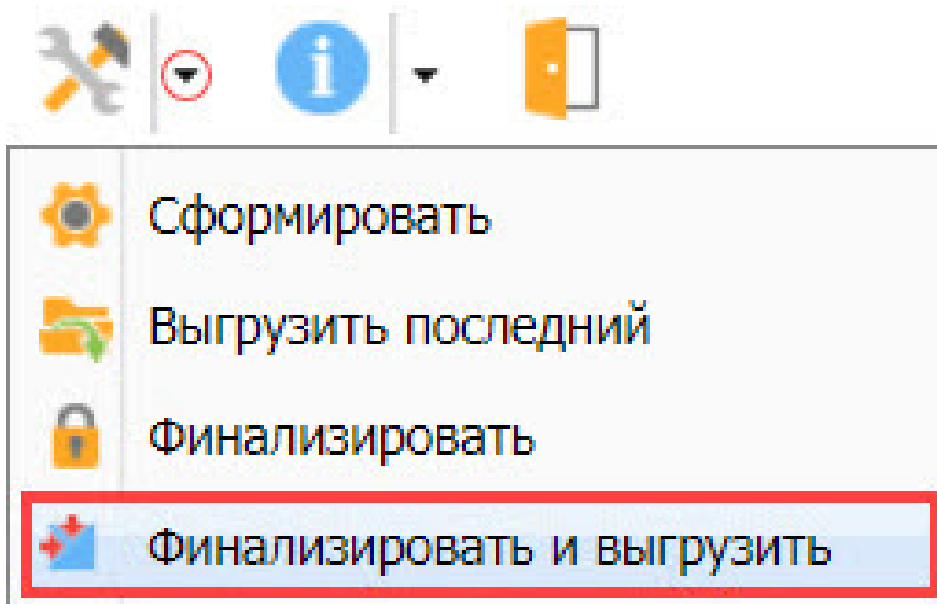 Сформировать
Выгрузить последний
Финализировать
Финализировать и выгрузить